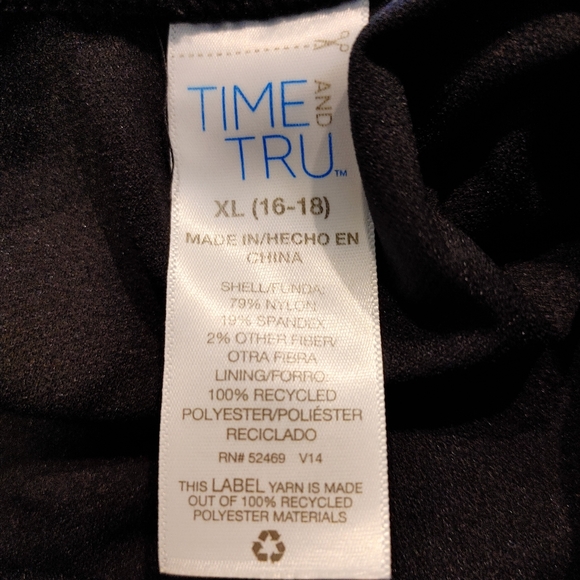 TIME AND
TRU™
XL (16-18)
MADE IN/HECHO EN
CHINA
SHELL/FUNDA:
79% NYLON
19% SPANDEX
2% OTHER FIBER/
OTRA FIBRA
LINING/FORRO:
100% RECYCLED
POLYESTER/POLIÉSTER
RECICLADO
RN# 52469 V14
THIS LABEL YARN IS MADE
OUT OF 100% RECYCLED
POLYESTER MATERIALS